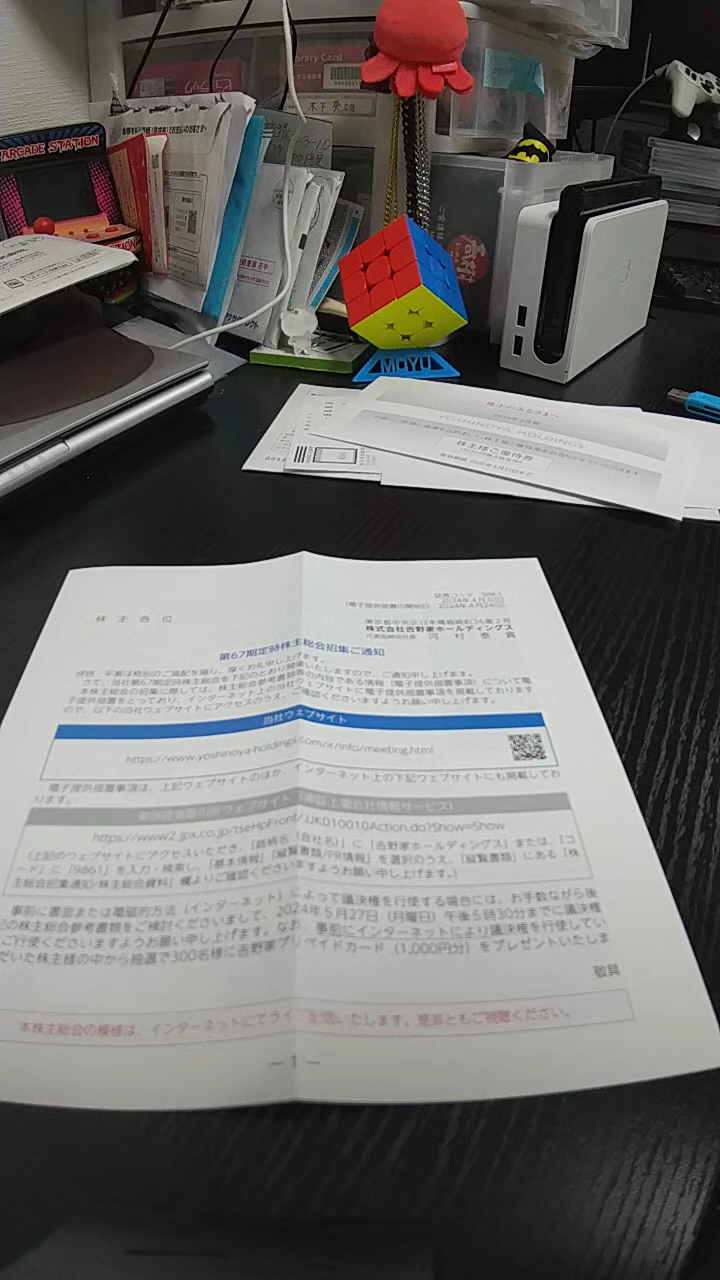 ARCADE STATION
Library Card
木下
STATION
MOYU
株主のみなさまへ
YOSHINOYA HOLDINGS
株主様ご優待券
株主各位
証券コード 9861
2024年4月30日
(電子提供措置の開始日 2024年4月24日)
東京都中央区日本橋箱崎町36番2号
株式会社吉野家ホールディングス
代表取締役社長 河村泰貴
第67期定時株主総会招集ご通知
拝啓 平素は格別のご高配を賜り、厚くお礼申し上げます。
さて、当社第67期定時株主総会を下記のとおり開催いたしますので、ご通知申し上げます。
本株主総会の招集に際しては、株主総会参考書類等の内容である情報(電子提供措置事項)について電
子提供措置をとっており、インターネット上の当社ウェブサイトに電子提供措置事項を掲載しております
ので、以下の当社ウェブサイトにアクセスのうえ、ご確認くださいますようお願い申し上げます。
当社ウェブサイト
https://www.yoshinoya-holdings.com/ir/info/meeting.html
電子提供措置事項は、上記ウェブサイトのほか、インターネット上の下記ウェブサイトにも掲載してお
ります。
東京証券取引所ウェブサイト(東証上場会社情報サービス)
https://www2.jpx.co.jp/tseHpFront/JJK010010Action.do?Show=Show
(上記のウェブサイトにアクセスいただき、「銘柄名(会社名)」に「吉野家ホールディングス」または、「コ
ード」に「9861」を入力・検索し、「基本情報」「縦覧書類/PR情報」を選択のうえ、「縦覧書類」にある「株
主総会招集通知/株主総会資料」欄よりご確認くださいますようお願い申し上げます。)
事前に書面または電磁的方法(インターネット)によって議決権を行使する場合には、お手数ながら後
記の株主総会参考書類をご検討くださいまして、2024年5月27日(月曜日)午後5時30分までに議決権
ご行使くださいますようお願い申し上げます。なお、事前にインターネットにより議決権を行使してい
だいた株主様の中から抽選で300名様に吉野家プリペイドカード(1,000円分)をプレゼントいたしま
敬具
本株主総会の模様は、インターネットにてライブ配信いたします。是非ともご視聴ください。
— 1 —